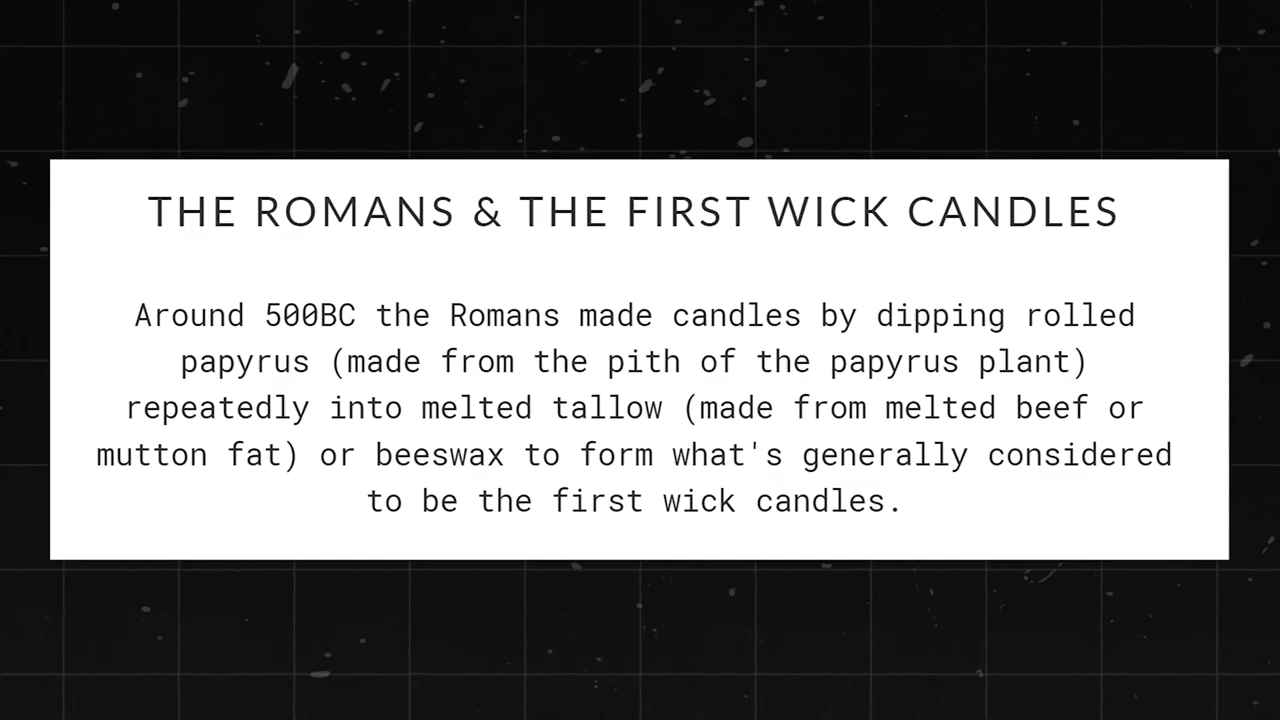 THE ROMANS & THE FIRST WICK CANDLES
Around 500BC the Romans made candles by dipping rolled
papyrus (made from the pith of the papyrus plant)
repeatedly into melted tallow (made from melted beef or
mutton fat) or beeswax to form what's generally considered
to be the first wick candles.